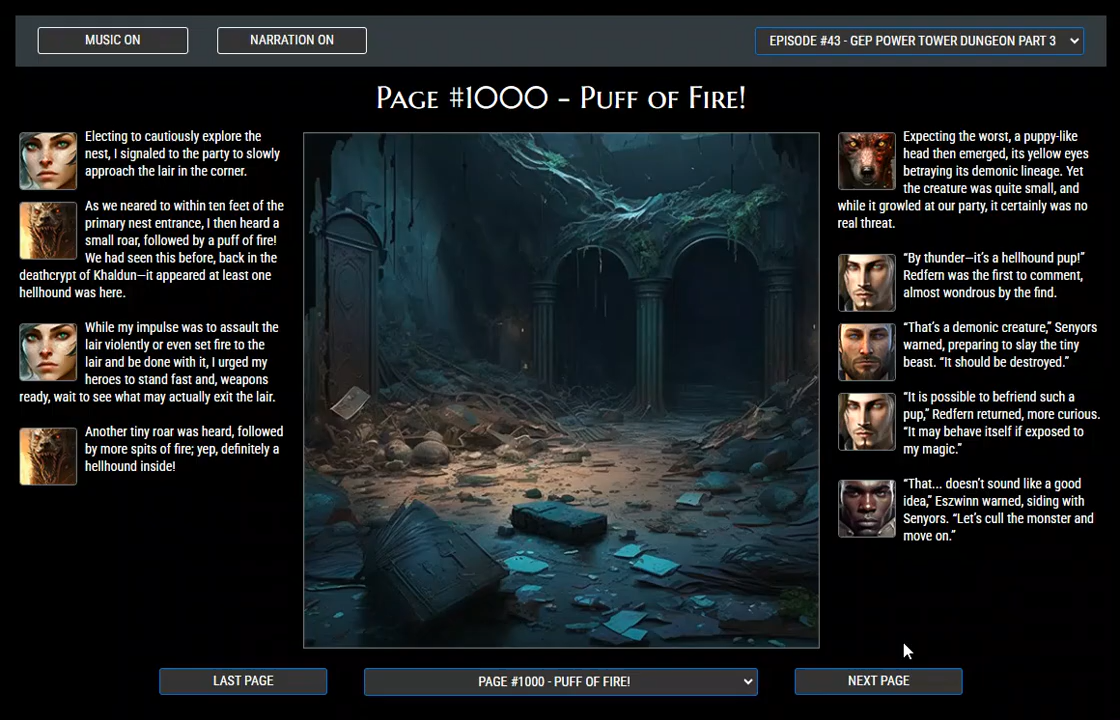 MUSIC ON
NARRATION ON
EPISODE #43 - GEP POWER TOWER DUNGEON PART 3
Page #1000 - Puff of Fire!
Electing to cautiously explore the
nest, I signaled to the party to slowly
approach the lair in the corner.
As we neared to within ten feet of the
primary nest entrance, I then heard a
small roar, followed by a puff of fire!
We had seen this before, back in the
deathcrypt of Khaldun—it appeared at least one
hellhound was here.
While my impulse was to assault the
lair violently or even set fire to the
lair and be done with it, I urged my
heroes to stand fast and, weapons
ready, wait to see what may actually exit the lair.
Another tiny roar was heard, followed
by more spits of fire; yep, definitely a
hellhound inside!
Expecting the worst, a puppy-like
head then emerged, its yellow eyes
betraying its demonic lineage. Yet
the creature was quite small, and
while it growled at our party, it certainly was no
real threat.
“By thunder—it’s a hellhound pup!”
Redfern was the first to comment,
almost wondrous by the find.
“That’s a demonic creature,” Senyors
warned, preparing to slay the tiny
beast. “It should be destroyed.”
“It is possible to befriend such a
pup,” Redfern returned, more curious.
“It may behave itself if exposed to
my magic.”
“That... doesn’t sound like a good
idea,” Eszwinn warned, siding with
Senyors. “Let’s cull the monster and
move on.”
LAST PAGE
PAGE #1000 - PUFF OF FIRE!
NEXT PAGE